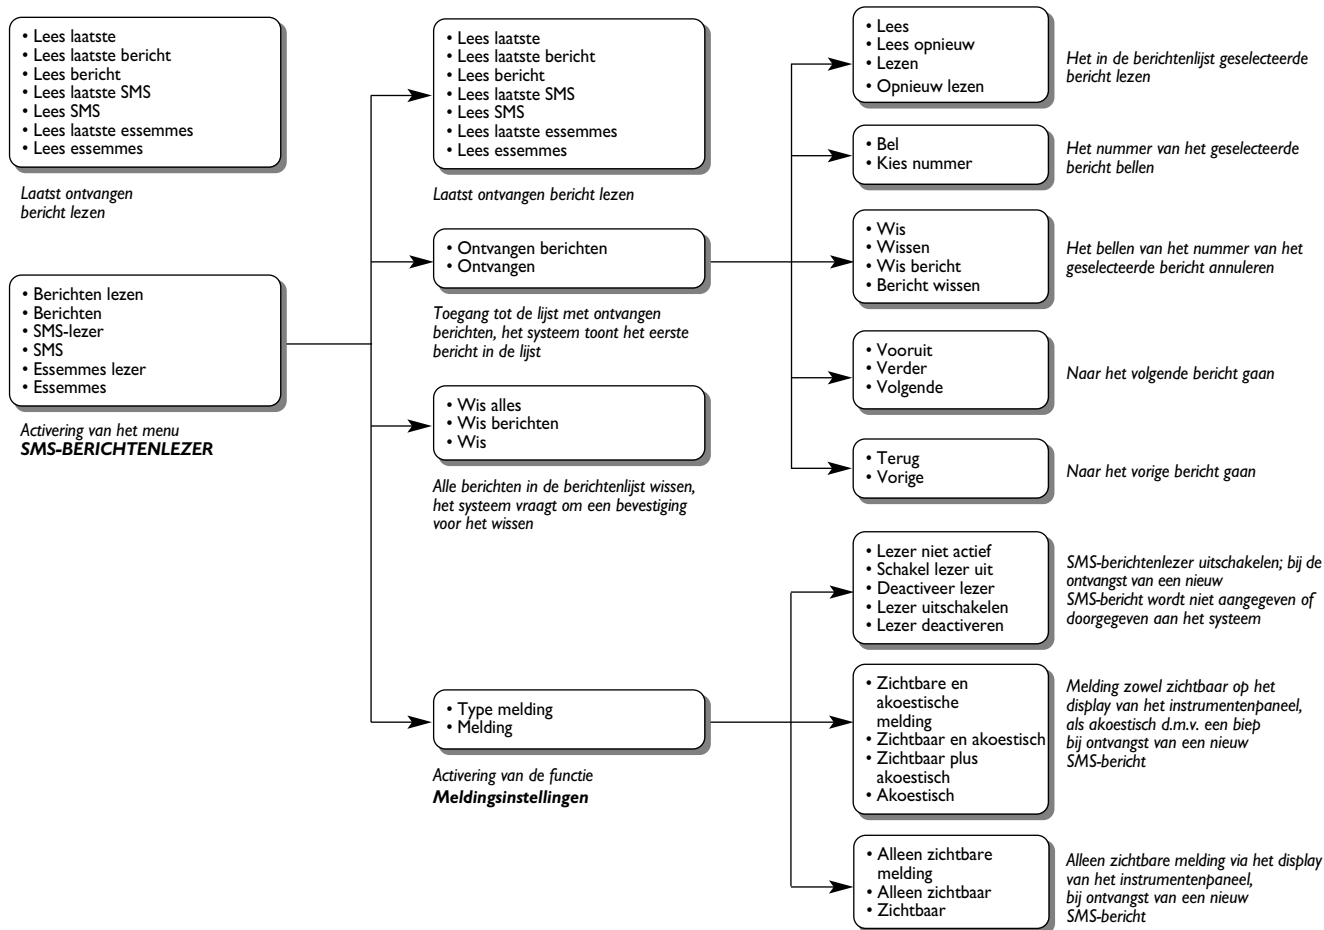 • Lees laatste
• Lees laatste bericht
• Lees bericht
• Lees laatste SMS
• Lees SMS
• Lees laatste essemmes
• Lees essemmes
Laatst ontvangen
bericht lezen
• Berichten lezen
• Berichten
• SMS-lezer
• SMS
• Essemmes lezer
• Essemmes
Activering van het menu
SMS-BERICHTENLEZER
• Lees laatste
• Lees laatste bericht
• Lees bericht
• Lees laatste SMS
• Lees SMS
• Lees laatste essemmes
• Lees essemmes
Laatst ontvangen bericht lezen
• Ontvangen berichten
• Ontvangen
Toegang tot de lijst met ontvangen
berichten, het systeem toont het eerste
bericht in de lijst
• Wis alles
• Wis berichten
• Wis
Alle berichten in de berichtenlijst wissen,
het systeem vraagt om een bevestiging
voor het wissen
• Type melding
• Melding
Activering van de functie
Meldingsinstellingen
• Lees
• Lees opnieuw
• Lezen
• Opnieuw lezen
Het in de berichtenlijst geselecteerde
bericht lezen
• Bel
• Kies nummer
Het nummer van het geselecteerde
bericht bellen
• Wis
• Wissen
• Wis bericht
• Bericht wissen
Het bellen van het nummer van het
geselecteerde bericht annuleren
• Vooruit
• Verder
• Volgende
Naar het volgende bericht gaan
• Terug
• Vorige
Naar het vorige bericht gaan
• Lezer niet actief
• Schakel lezer uit
• Deactiveer lezer
• Lezer uitschakelen
• Lezer deactiveren
SMS-berichtenlezer uitschakelen; bij de
ontvangst van een nieuw
SMS-bericht wordt niet aangegeven of
doorgegeven aan het systeem
• Zichtbare en
akoestische
melding
• Zichtbaar en akoestisch
• Zichtbaar plus
akoestisch
• Akoestisch
Melding zowel zichtbaar op het
display van het instrumentenpaneel,
als akoestisch d.m.v. een biep
bij ontvangst van een nieuw
SMS-bericht
• Alleen zichtbare
melding
• Alleen zichtbaar
• Zichtbaar
Alleen zichtbare melding via het display
van het instrumentenpaneel,
bij ontvangst van een nieuw
SMS-bericht